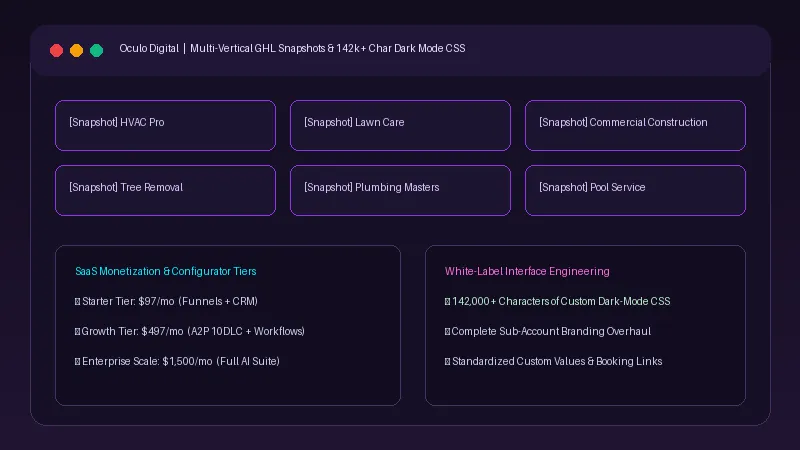 Oculo Digital | Multi-Vertical GHL Snapshots & 142k+ Char Dark Mode CSS
[Snapshot] HVAC Pro
[Snapshot] Lawn Care
[Snapshot] Commercial Construction
[Snapshot] Tree Removal
[Snapshot] Plumbing Masters
[Snapshot] Pool Service
SaaS Monetization & Configurator Tiers
Starter Tier: $97/mo (Funnels + CRM)
Growth Tier: $497/mo (A2P 10DLC + Workflows)
Enterprise Scale: $1,500/mo (Full AI Suite)
White-Label Interface Engineering
142,000+ Characters of Custom Dark-Mode CSS
Complete Sub-Account Branding Overhaul
Standardized Custom Values & Booking Links